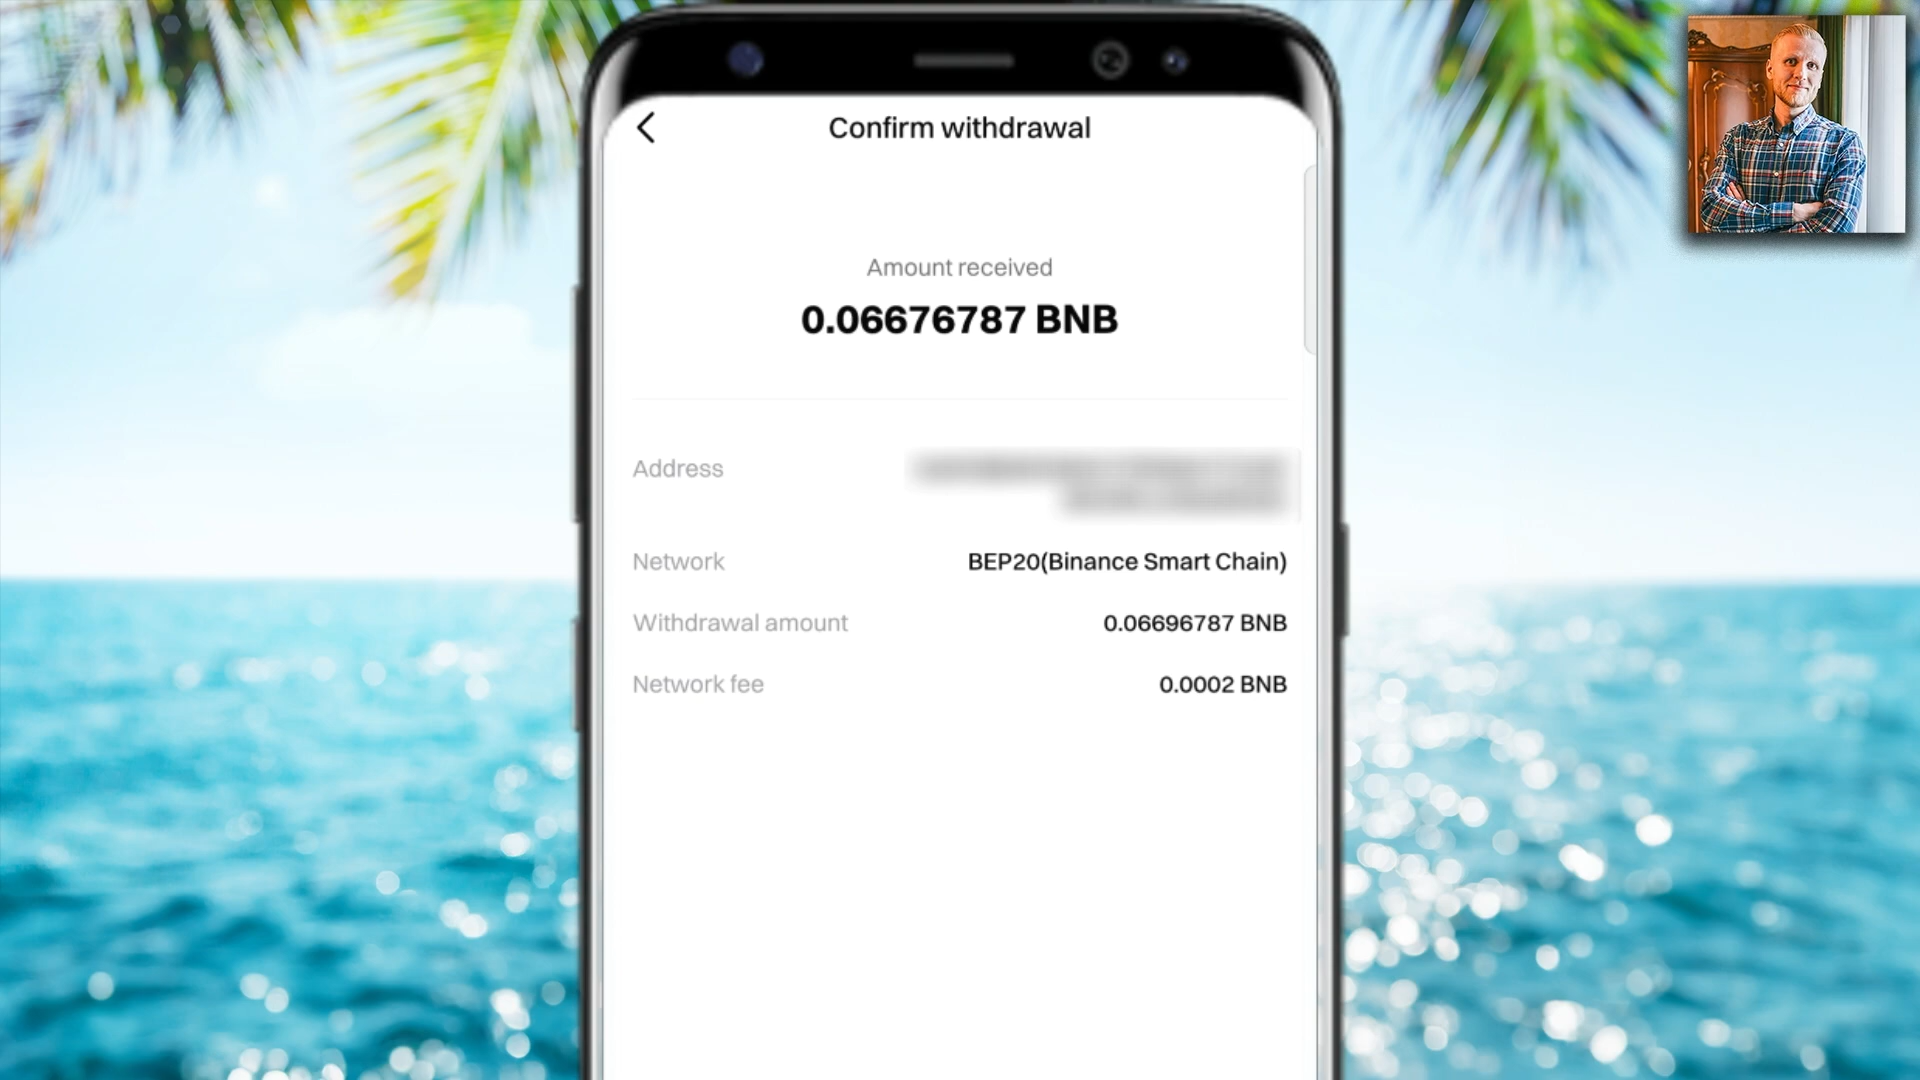 Confirm withdrawal
Amount received
0.06676787 BNB
Address
Network BEP20(Binance Smart Chain)
Withdrawal amount 0.06696787 BNB
Network fee 0.0002 BNB